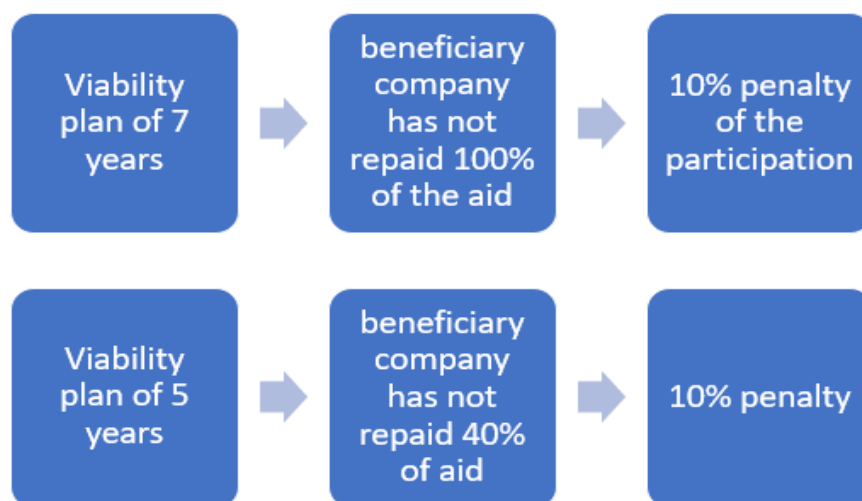 Viability
plan of 7
years
beneficiary
company
has not
repaid 100%
of the aid
10% penalty
of the
participation
Viability
plan of 5
years
beneficiary
company
has not
repaid 40%
of aid
10% penalty